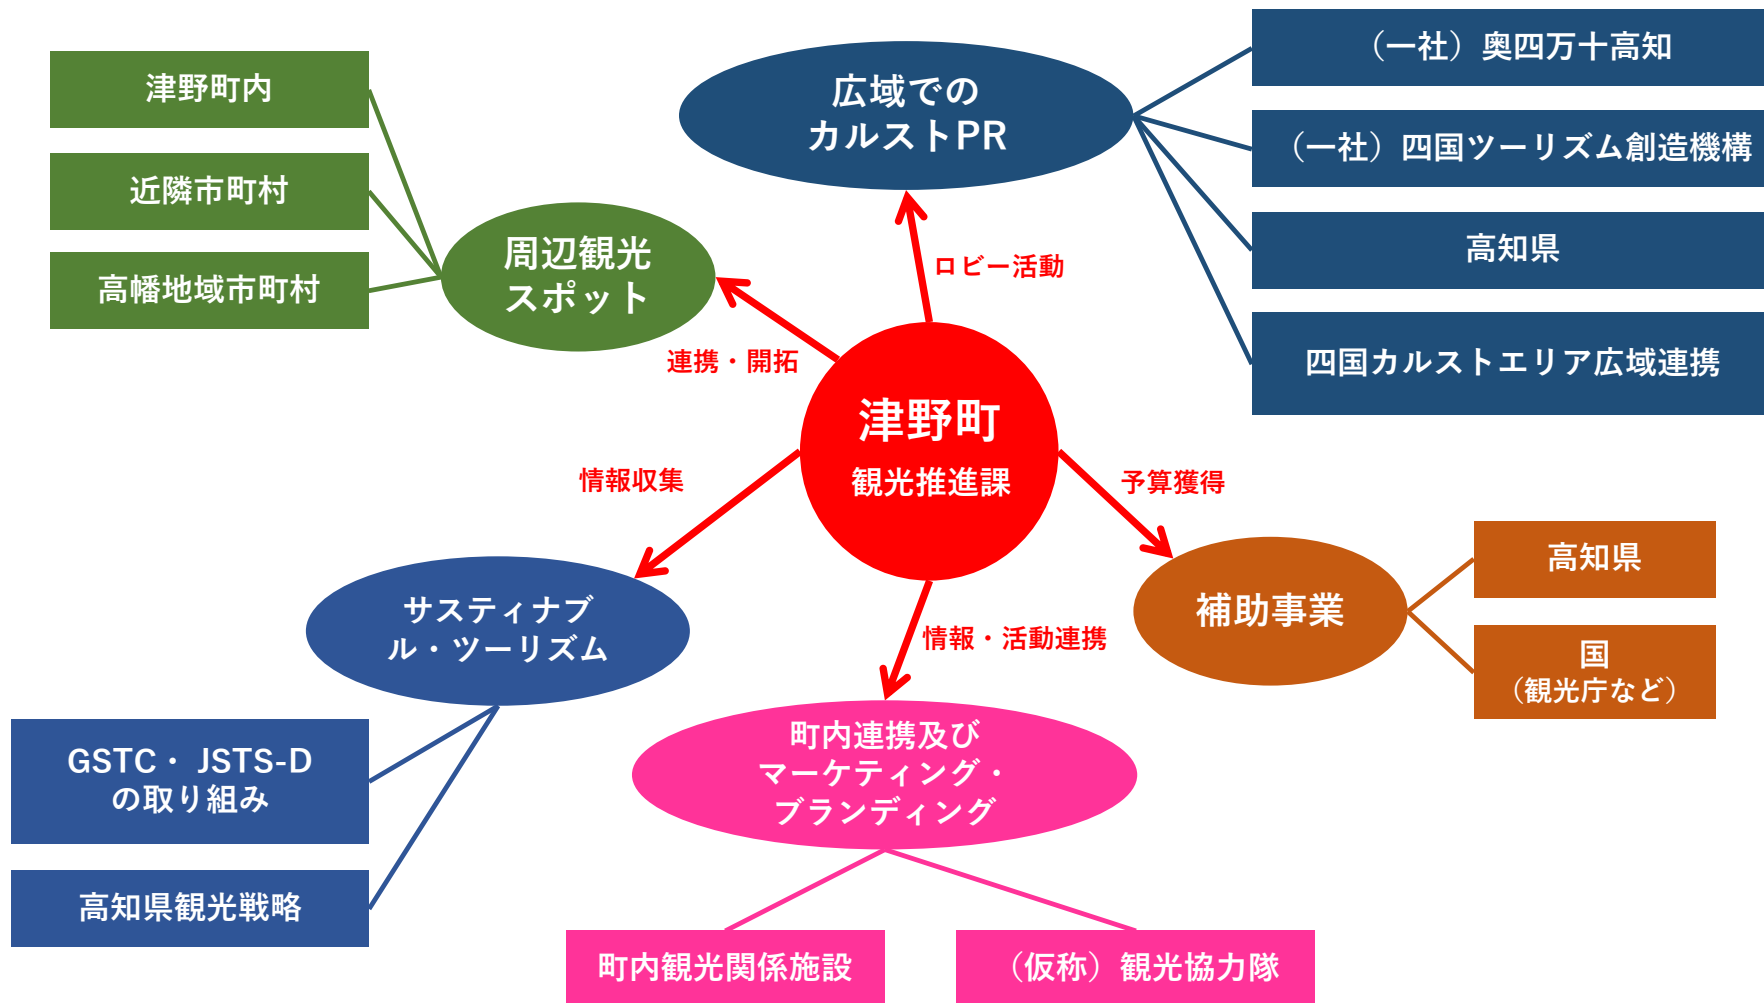 津野町内
近隣市町村
高幡地域市町村
周辺観光
スポット
広域での
カルストPR
（一社）奥四万十高知
（一社）四国ツーリズム創造機構
高知県
四国カルストエリア広域連携
ロビー活動
連携・開拓
津野町
観光推進課
情報収集
予算獲得
情報・活動連携
サスティナブ
ル・ツーリズム
GSTC・ JSTS-D
の取り組み
高知県観光戦略
補助事業
高知県
国
（観光庁など）
町内連携及び
マーケティング・
ブランディング
町内観光関係施設
（仮称）観光協力隊